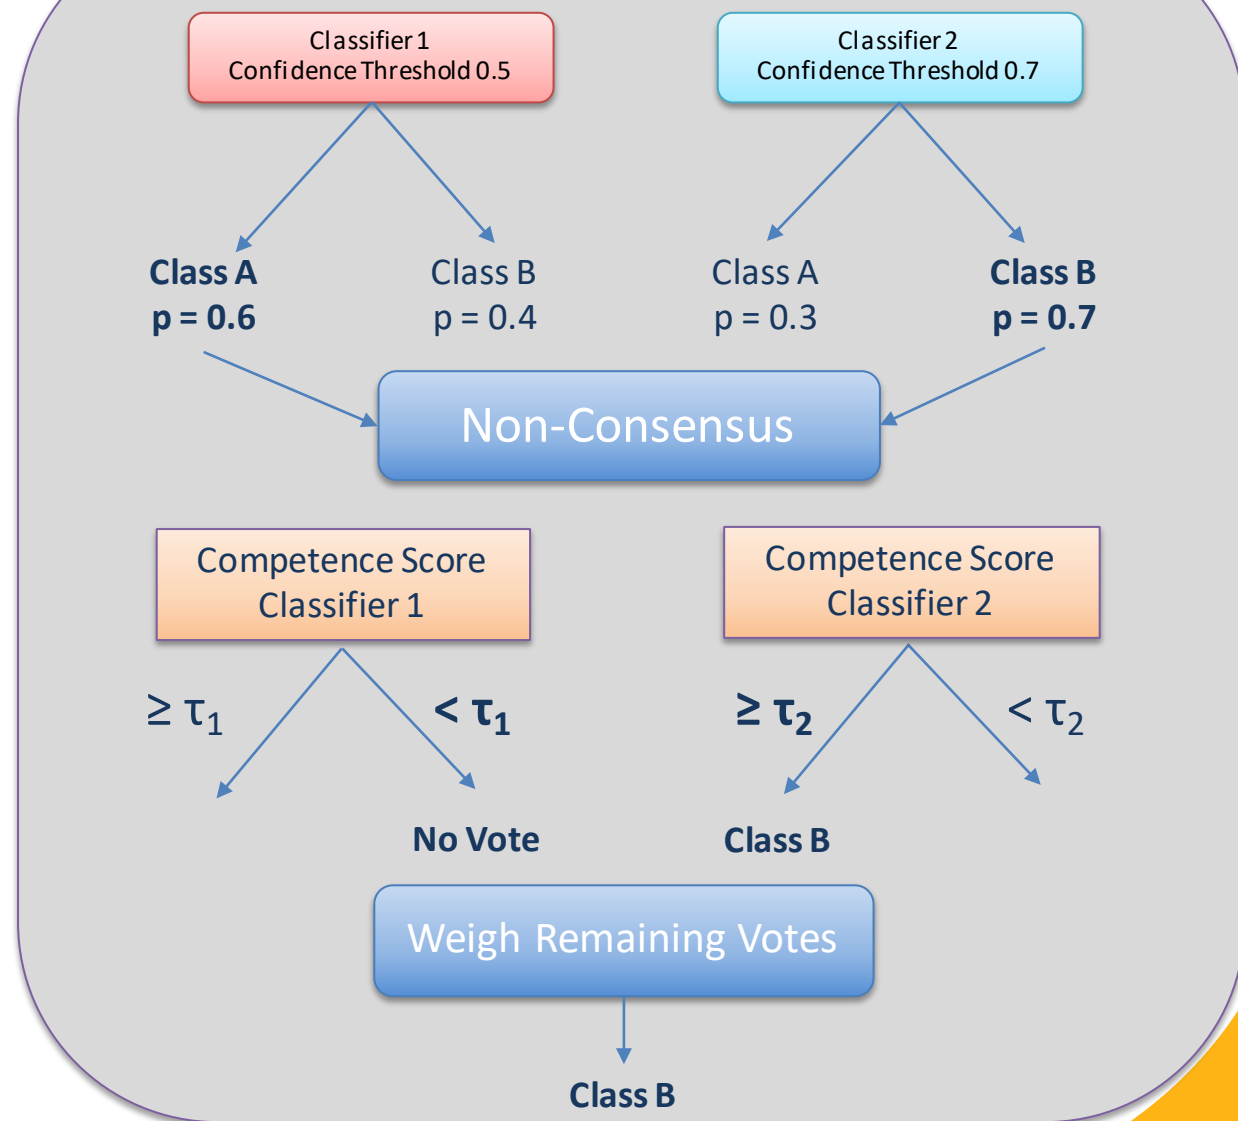 Classifier 1
Confidence Threshold 0.5
Classifier 2
Confidence Threshold 0.7
Class A
p = 0.6
Class B
p = 0.4
Class A
p = 0.3
Class B
p = 0.7
Non-Consensus
Competence Score
Classifier 1
Competence Score
Classifier 2
≥ τ₁
< τ₁
≥ τ₂
< τ₂
No Vote
Class B
Weigh Remaining Votes
Class B